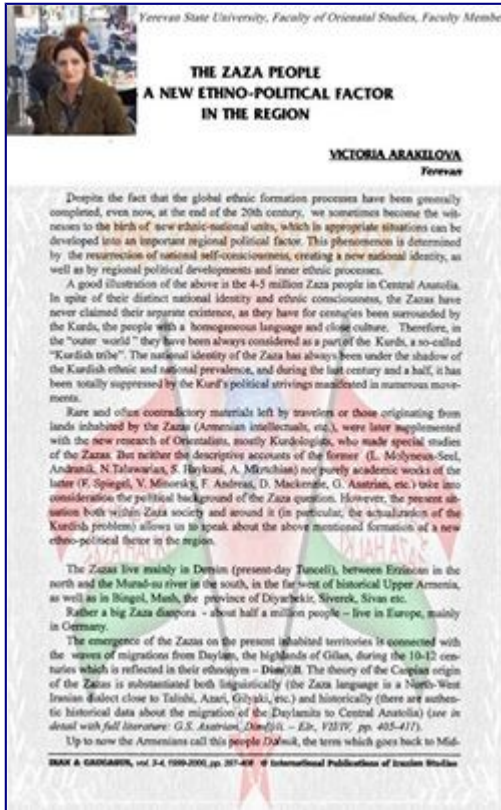 Yerevan State University, Faculty of Orienatal Studies, Faculty Membe
THE ZAZA PEOPLE
A NEW ETHNO-POLITICAL FACTOR
IN THE REGION
VICTORIA ARAKELOVA
Yerevan
Despite the fact that the global ethnic formation processes have been generally
completed, even now, at the end of the 20th century, we sometimes become the wit-
nesses to the birth of new ethnic-national units, which in appropriate situations can be
developed into an important regional political factor. This phenomenon is determined
by the resurrection of national self-consciousness, creating a new national identity, as
well as by regional political developments and inner ethnic processes.
A good illustration of the above is the 4-5 million Zaza people in Central Anatolia.
In spite of their distinct national identity and ethnic consciousness, the Zazas have
never claimed their separate existence, as they have for centuries been surrounded by
the Kurds, the people with a homogeneous language and close culture. Therefore, in
the "outer world" they have been always considered as a part of the Kurds, a so-called
"Kurdish tribe". The national identity of the Zaza has always been under the shadow of
the Kurdish ethnic and national prevalence, and during the last century and a half, it has
been totally suppressed by the Kurd's political strivings manifested in numerous move-
ments.
Rare and often contradictory materials left by travelers or those originating from
lands inhabited by the Zazas (Armenian intellectuals, etc.), were later supplemented
with the new research of Orientalists, mostly Kurdologists, who made special studies
of the Zazas. But neither the descriptive accounts of the former (L. Molyneux-Seel,
Andranik, N.Talawarian, S. Haykuni, A. Mkrtchian) nor purely academic works of the
latter (F. Spiegel, V. Minorsky, F. Andreas, D. Mackenzie, G. Asatrian, etc.) take into
consideration the political background of the Zaza question. However, the present sit-
uation both within Zaza society and around it (in particular, the actualization of the
Kurdish problem) allows us to speak about the above mentioned formation of a new
ethno-political factor in the region.
The Zazas live mainly in Dersim (present-day Tunceli), between Erzincan in the
north and the Murad-su river in the south, in the far west of historical Upper Armenia,
as well as in Bingol, Mush, the province of Diyarbekir, Siverek, Sivas etc.
Rather a big Zaza diaspora - about half a million people – live in Europe, mainly
in Germany.
The emergence of the Zazas on the present inhabited territories is connected with
the waves of migrations from Daylam, the highlands of Gilan, during the 10-12 cen-
turies which is reflected in their ethnonym –
The theory of the Caspian origin
of the Zazas is substantiated both linguistically (the Zaza language is a North-West
Iranian dialect close to Talishi, Azari, Gilyaki, etc.) and historically (there are authen-
tic historical data about the migration of the Daylamits to Central Anatolia) (see in
detail with full literature: G.S. Asatrian, – EIr., VII/IV, pp. 405-411).
Up to now the Armenians call this people Dəlmik, the term which goes back to Mid-
IRAN & CAUCASUS, vol. 3-4, 1999-2000, pp. 397-408 © International Publications of Iranian Studies
ZAZA HALKI